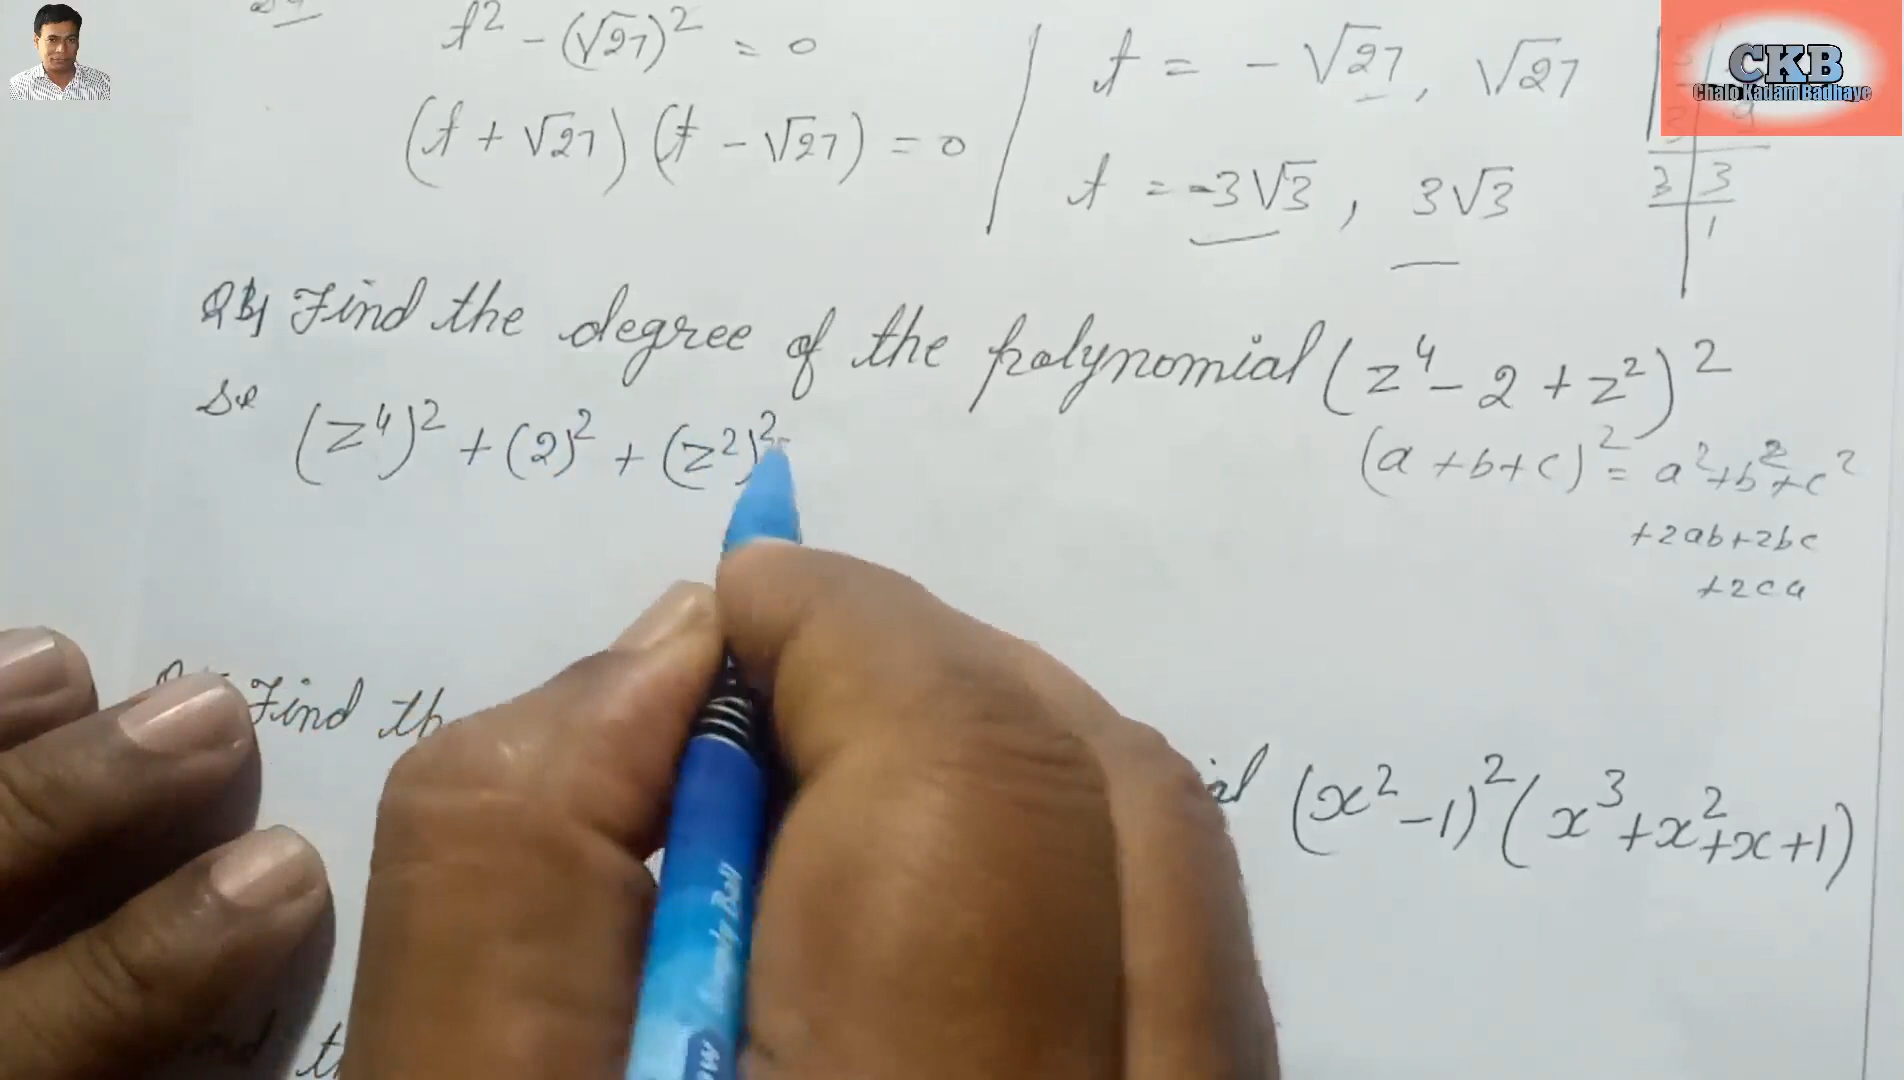 t² - (√27)² = 0
(t + √27) (t - √27) = 0
t = - √27, √27
t = -3√3, 3√3
3 3
1
CKB
Chalo Kadam Badhaye
Find the degree of the polynomial (z⁴ - 2 + z²)²
(z⁴)² + (2)² + (z²)²
(a + b + c)² = a² + b² + c²
+2ab+2bc
+2ca
Find th
(x² - 1)² (x³ + x² + x + 1)